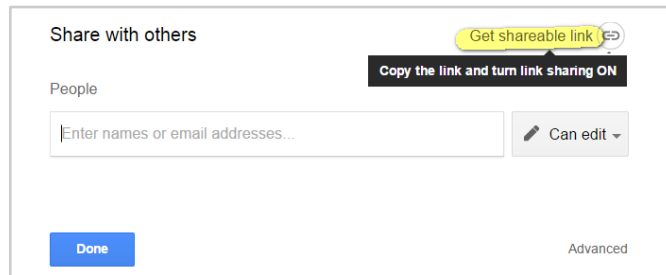 Share with others
Get shareable link
Copy the link and turn link sharing ON
People
Enter names or email addresses...
Can edit
Done
Advanced